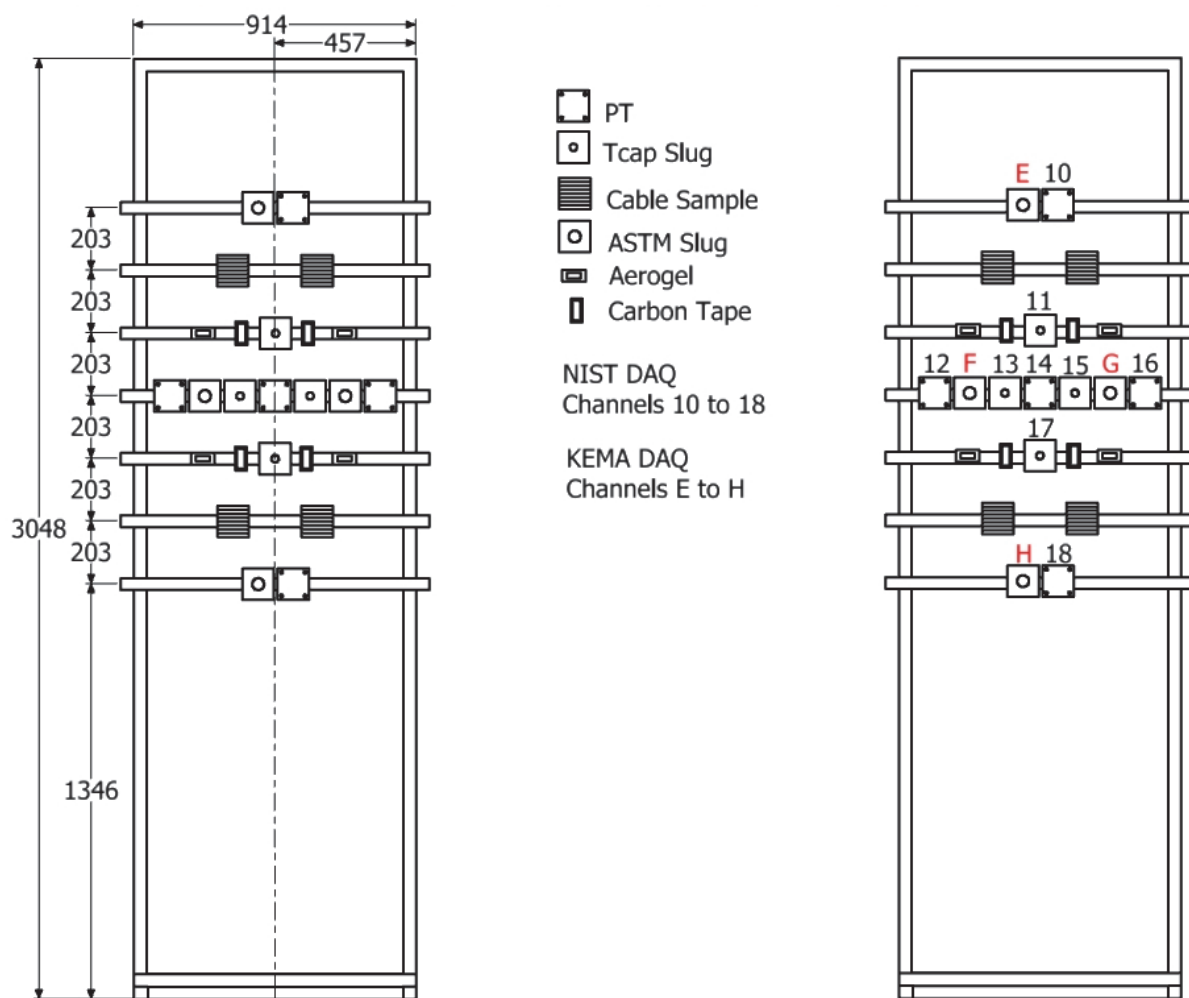 914
457
PT
Tcap Slug
Cable Sample
ASTM Slug
Aerogel
Carbon Tape
NIST DAQ
Channels 10 to 18
KEMA DAQ
Channels E to H
203
203
203
203
203
203
3048
1346
E 10
11
12 F 13 14 15 G 16
17
H 18